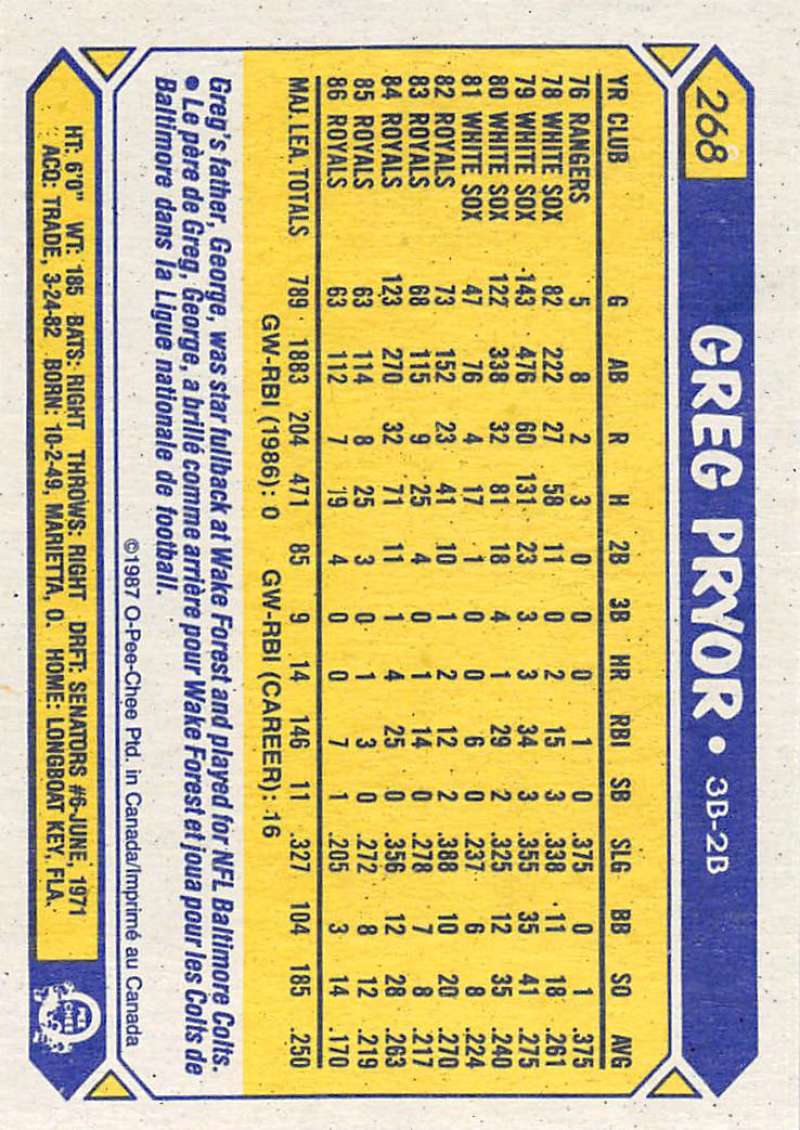 268
GREG PRYOR • 3B-2B
YR CLUB G AB R H 2B 3B HR RBI SB SLG BB SO AVG
76 RANGERS 5 8 2 3 0 0 0 1 0 .375 0 1 .375
78 WHITE SOX 82 222 27 58 11 0 2 15 3 .338 11 18 .261
79 WHITE SOX 143 476 60 131 23 3 3 34 3 .355 35 41 .275
80 WHITE SOX 122 338 32 81 18 4 1 29 2 .325 12 35 .240
81 WHITE SOX 47 76 4 17 1 0 0 6 0 .237 6 8 .224
82 ROYALS 73 152 23 41 10 1 2 12 2 .388 10 20 .270
83 ROYALS 68 115 9 25 4 0 1 14 0 .278 7 8 .217
84 ROYALS 123 270 32 71 11 1 4 25 0 .356 12 28 .263
85 ROYALS 63 114 8 25 3 0 1 3 0 .272 8 12 .219
86 ROYALS 63 112 7 19 4 0 0 7 1 .205 3 14 .170
MAJ. LEA. TOTALS 789 1883 204 471 85 9 14 146 11 .327 104 185 .250
GW-RBI (1986): 0 GW-RBI (CAREER): 16
Greg's father, George, was star fullback at Wake Forest and played for NFL Baltimore Colts.
• Le père de Greg, George, a brillé comme arrière pour Wake Forest et joua pour les Colts de
Baltimore dans la Ligue nationale de football.
©1987 O-Pee-Chee Ptd. in Canada/Imprimé au Canada
HT: 6'0" WT: 185 BATS: RIGHT THROWS: RIGHT DRFT: SENATORS #6-JUNE, 1971
ACQ: TRADE, 3-24-82 BORN: 10-2-49, MARIETTA, O. HOME: LONGBOAT KEY, FLA.
O PEE CHEE